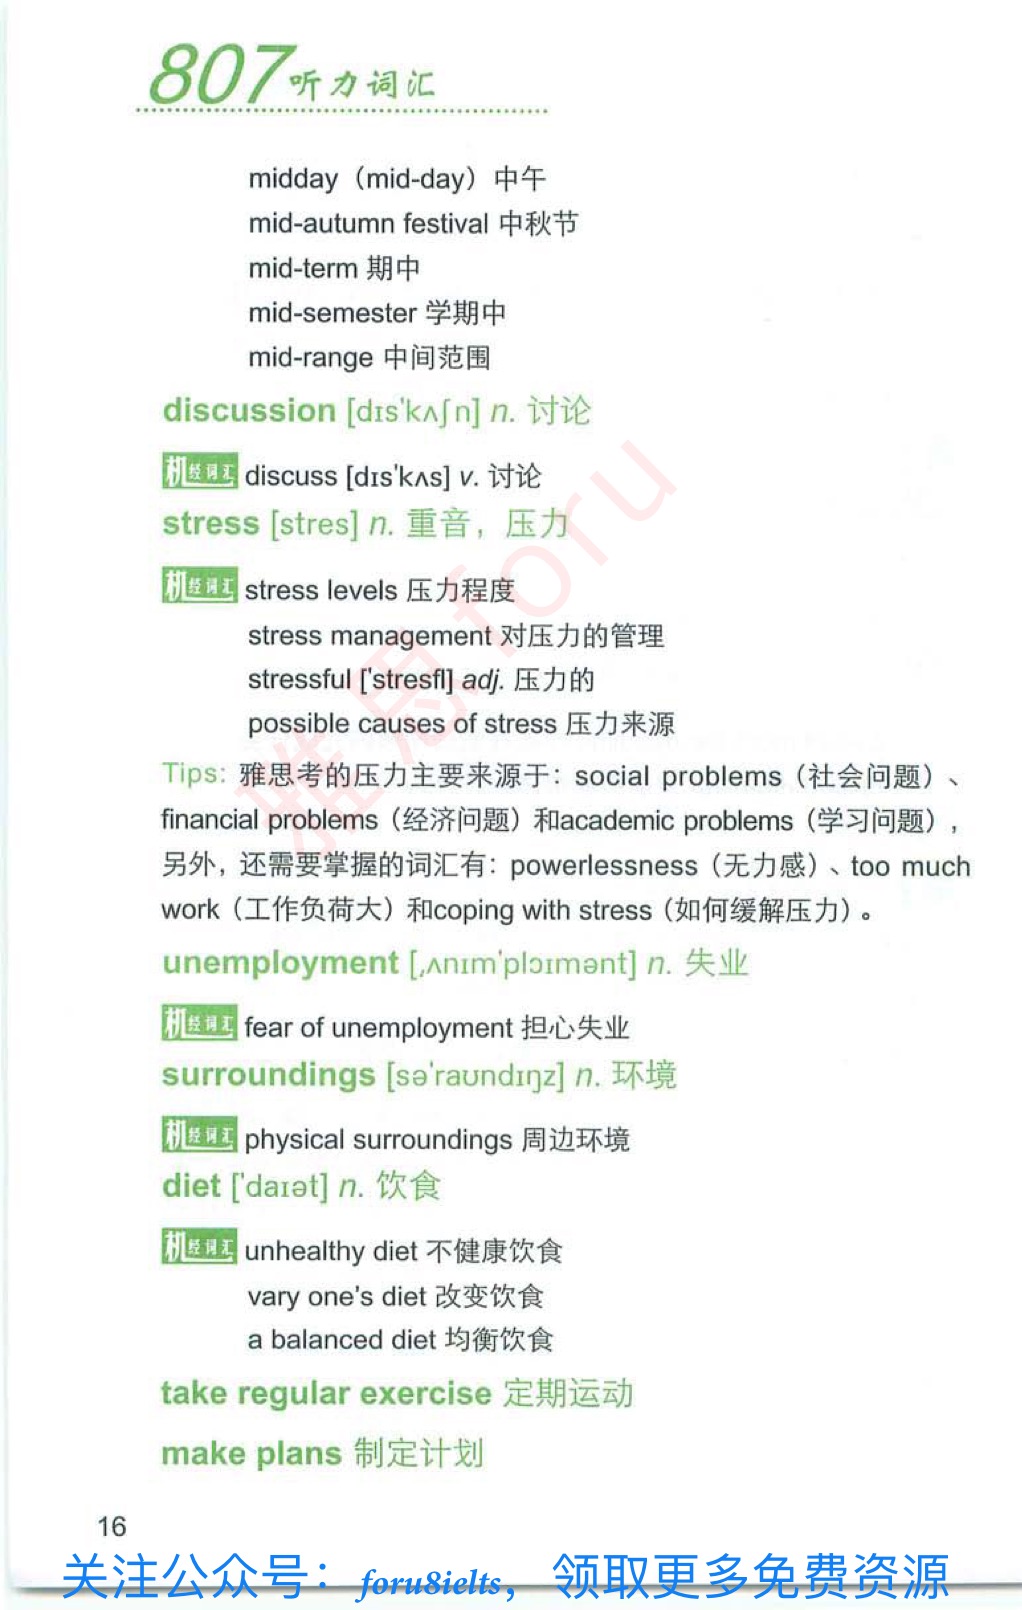 807听力词汇
midday（mid-day）中午
mid-autumn festival 中秋节
mid-term 期中
mid-semester 学期中
mid-range 中间范围
discussion [dɪs'kʌʃn] n. 讨论
机经词汇 discuss [dɪs'kʌs] v. 讨论
stress [stres] n. 重音，压力
机经词汇 stress levels 压力程度
stress management 对压力的管理
stressful ['stresfl] adj. 压力的
possible causes of stress 压力来源
Tips: 雅思考的压力主要来源于：social problems（社会问题）、
financial problems（经济问题）和academic problems（学习问题），
另外，还需要掌握的词汇有：powerlessness（无力感）、too much
work（工作负荷大）和coping with stress（如何缓解压力）。
unemployment [ˌʌnɪm'plɔɪmənt] n. 失业
机经词汇 fear of unemployment 担心失业
surroundings [sə'raʊndɪŋz] n. 环境
机经词汇 physical surroundings 周边环境
diet ['daɪət] n. 饮食
机经词汇 unhealthy diet 不健康饮食
vary one's diet 改变饮食
a balanced diet 均衡饮食
take regular exercise 定期运动
make plans 制定计划
16
关注公众号：foru8ielts，领取更多免费资源
雅思foru